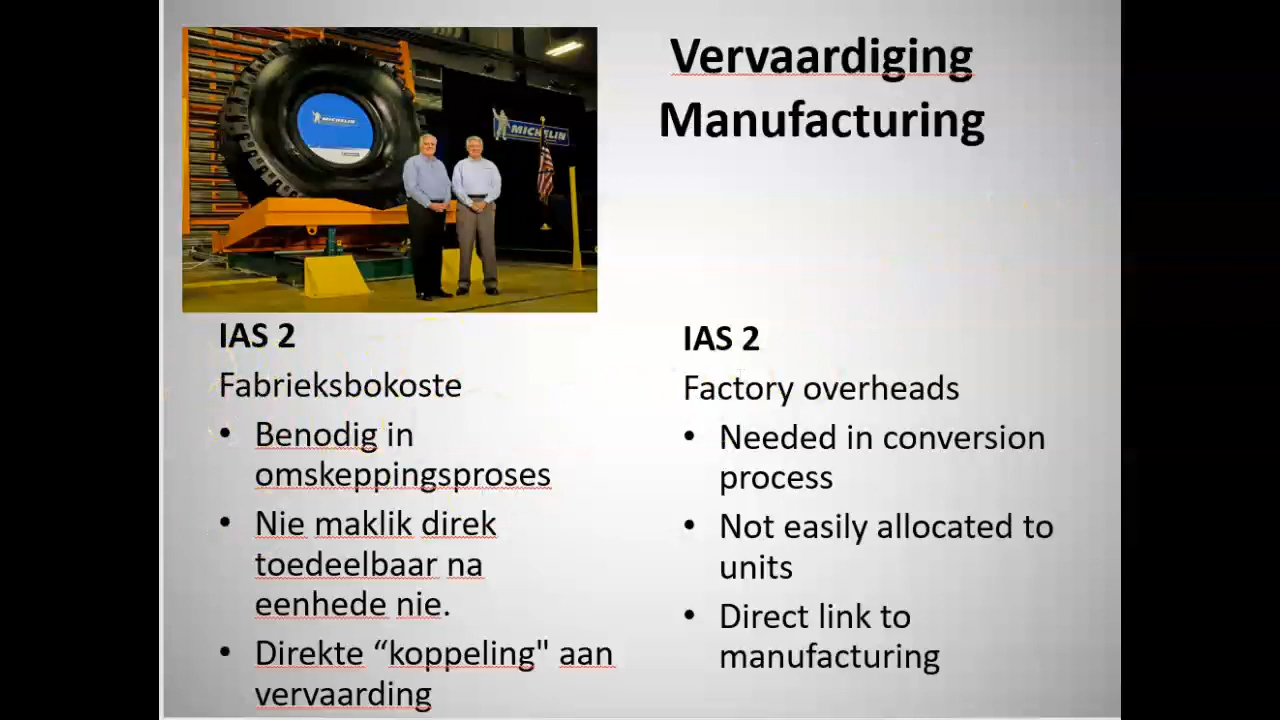 MICHELIN
MICHELIN
Vervaardiging
Manufacturing
IAS 2
Fabrieksbokoste
• Benodig in
omskeppingsproses
• Nie maklik direk
toedeelbaar na
eenhede nie.
• Direkte “koppeling" aan
vervaarding
IAS 2
Factory overheads
• Needed in conversion
process
• Not easily allocated to
units
• Direct link to
manufacturing